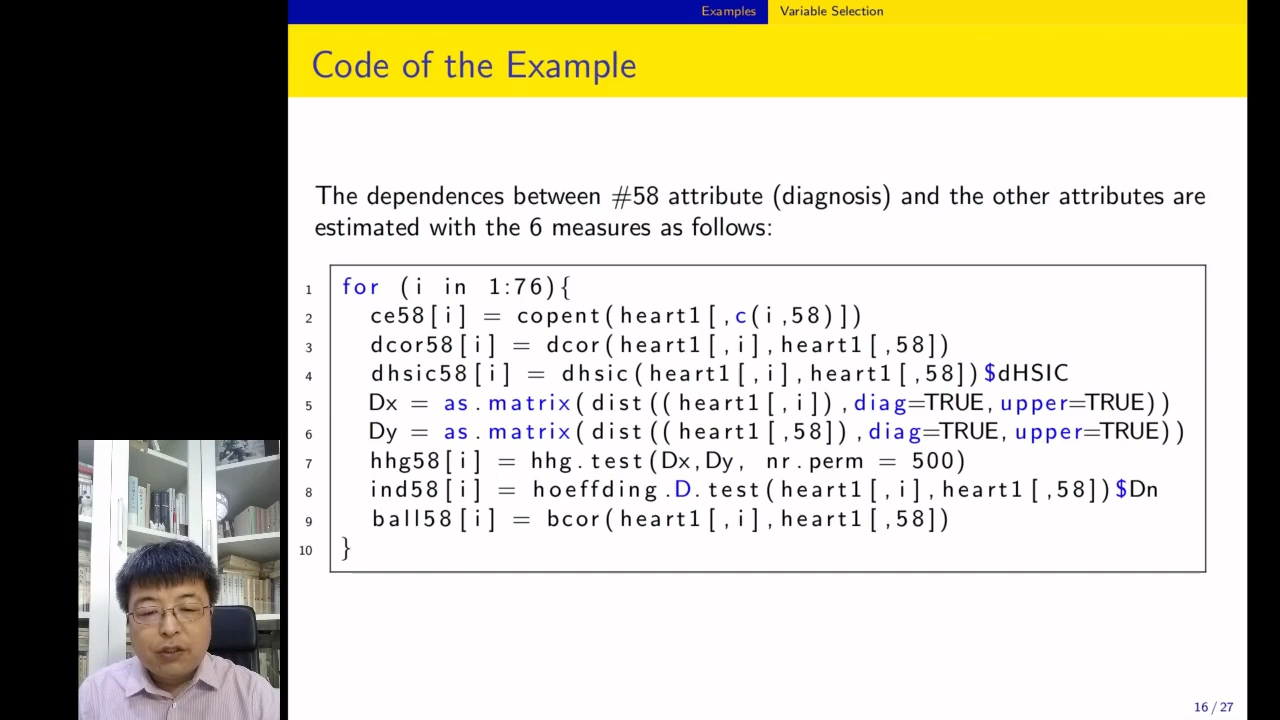 Examples Variable Selection
Code of the Example
The dependences between #58 attribute (diagnosis) and the other attributes are
estimated with the 6 measures as follows:
1 for (i in 1:76){
2 ce58[i] = copent(heart1[,c(i,58)])
3 dcor58[i] = dcor(heart1[,i],heart1[,58])
4 dhsic58[i] = dhsic(heart1[,i],heart1[,58])$dHSIC
5 Dx = as.matrix(dist((heart1[,i]),diag=TRUE,upper=TRUE))
6 Dy = as.matrix(dist((heart1[,58]),diag=TRUE,upper=TRUE))
7 hhg58[i] = hhg.test(Dx,Dy, nr.perm = 500)
8 ind58[i] = hoeffding.D.test(heart1[,i],heart1[,58])$Dn
9 ball58[i] = bcor(heart1[,i],heart1[,58])
10 }
16 / 27